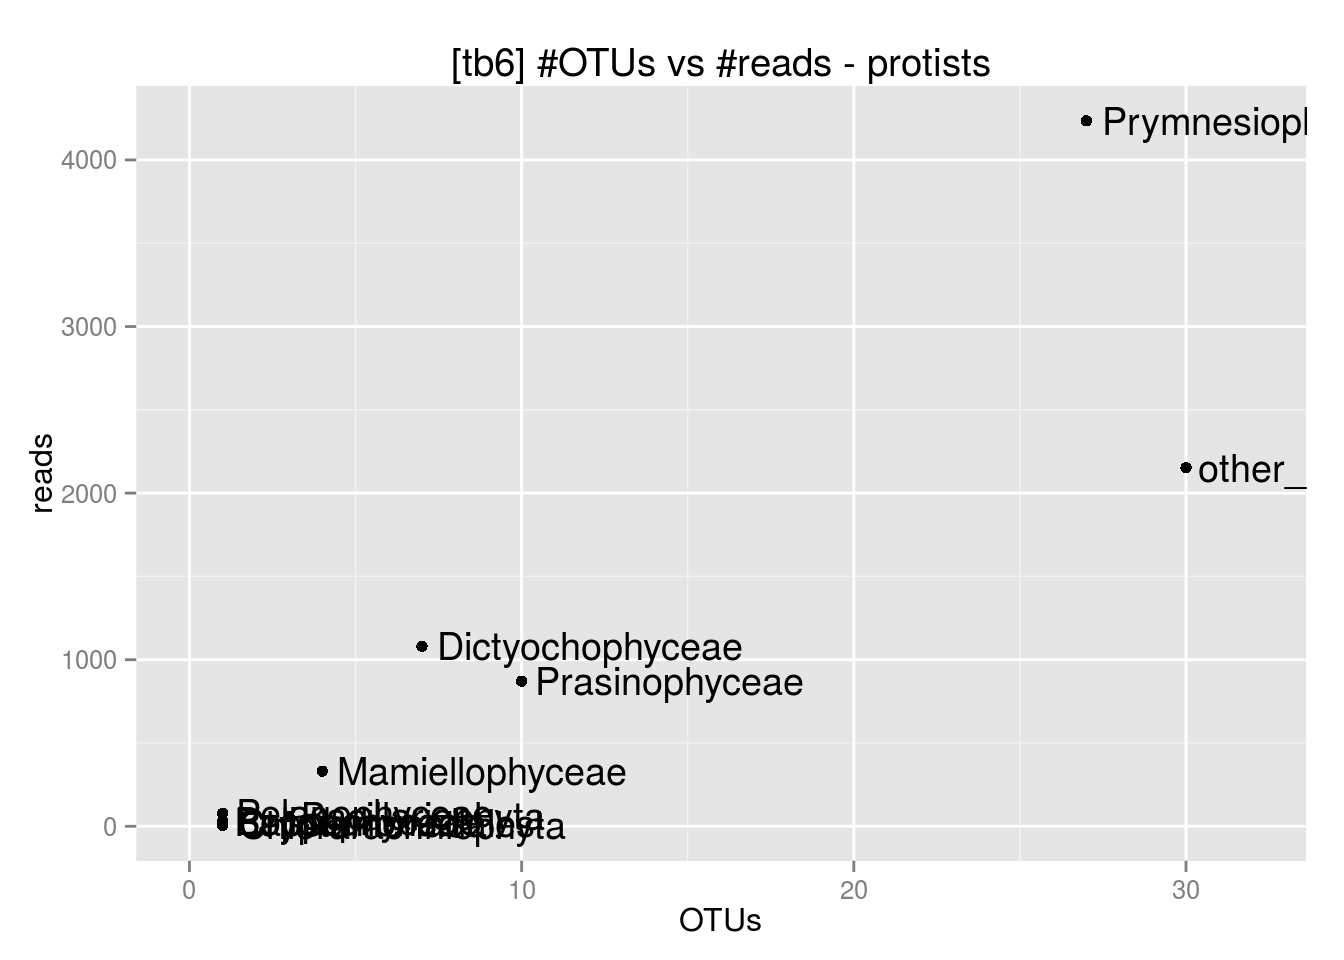 [tb6] #OTUs vs #reads - protists
Prymnesiopl
4000
3000
reads
2000
other_
1000
Dictyochophyceae
Prasinophyceae
Mamiellophyceae
0
0 10 20 30
OTUs